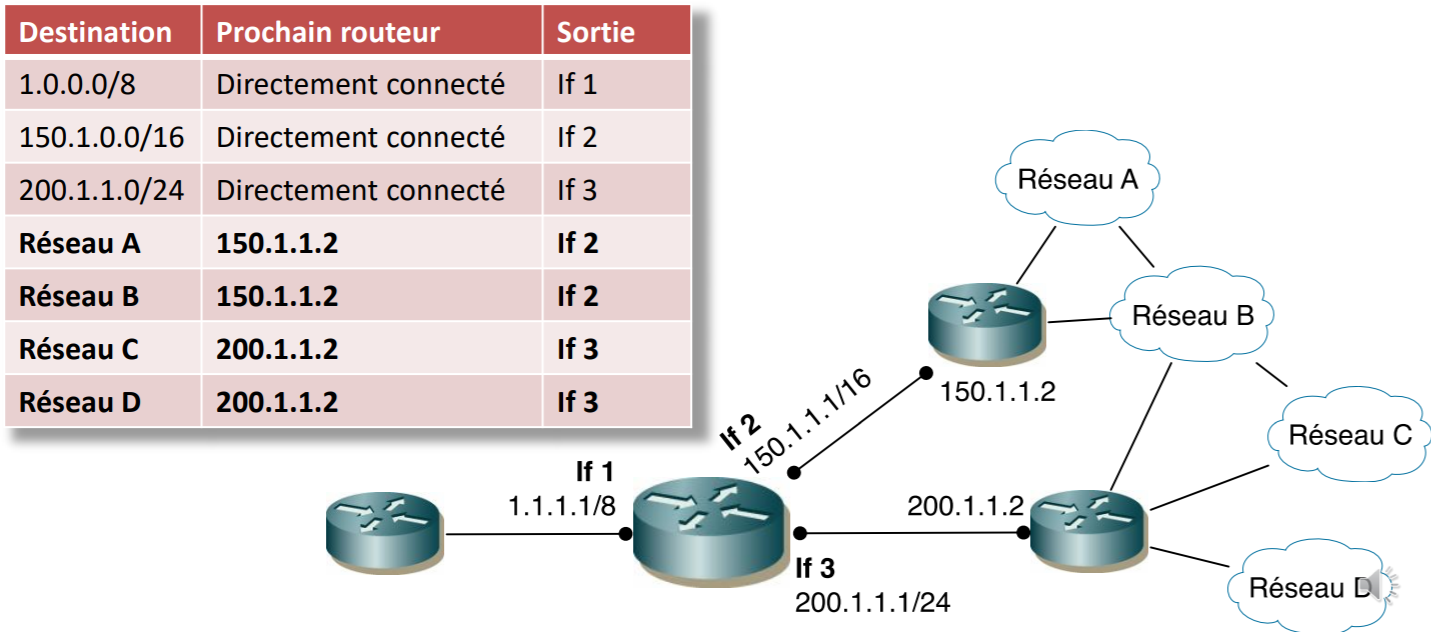 Destination Prochain routeur Sortie
1.0.0.0/8 Directement connecté If 1
150.1.0.0/16 Directement connecté If 2
200.1.1.0/24 Directement connecté If 3
Réseau A 150.1.1.2 If 2
Réseau B 150.1.1.2 If 2
Réseau C 200.1.1.2 If 3
Réseau D 200.1.1.2 If 3
Réseau A
Réseau B
150.1.1.2
Réseau C
If 2
150.1.1.1/16
If 1
1.1.1.1/8
200.1.1.2
If 3
200.1.1.1/24
Réseau D